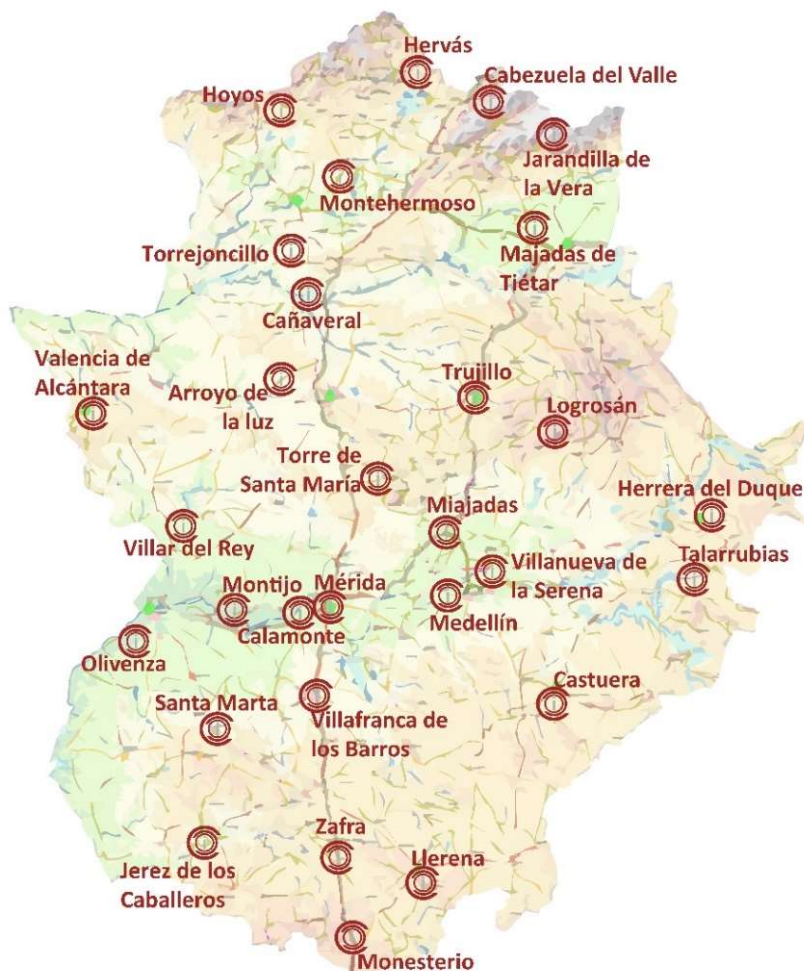 Hervás
Cabezuela del Valle
Hoyos
Jarandilla de
la Vera
Montehermoso
Torrejoncillo
Majadas de
Tiétar
Cañaveral
Valencia de
Alcántara
Arroyo de
la luz
Trujillo
Logrosán
Torre de
Santa María
Herrera del Duque
Miajadas
Villar del Rey
Villanueva de
la Serena
Talarrubias
Montijo
Mérida
Calamonte
Medellín
Olivenza
Castuera
Santa Marta
Villafranca de
los Barros
Zafra
Llerena
Jerez de los
Caballeros
Monesterio